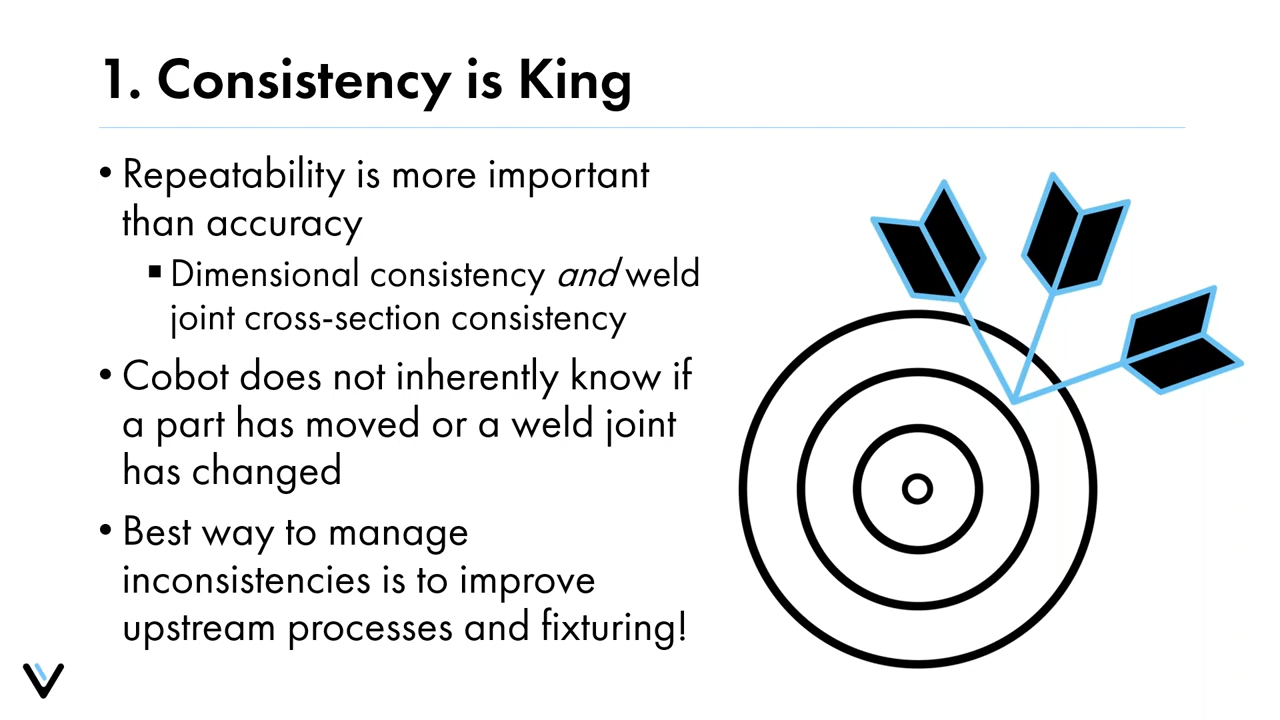 1. Consistency is King
• Repeatability is more important
than accuracy
▪ Dimensional consistency and weld
joint cross-section consistency
• Cobot does not inherently know if
a part has moved or a weld joint
has changed
• Best way to manage
inconsistencies is to improve
upstream processes and fixturing!